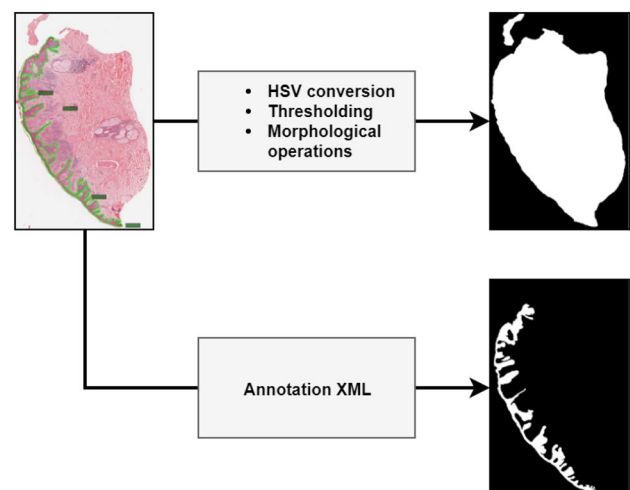 • HSV conversion
• Thresholding
• Morphological
operations
Annotation XML